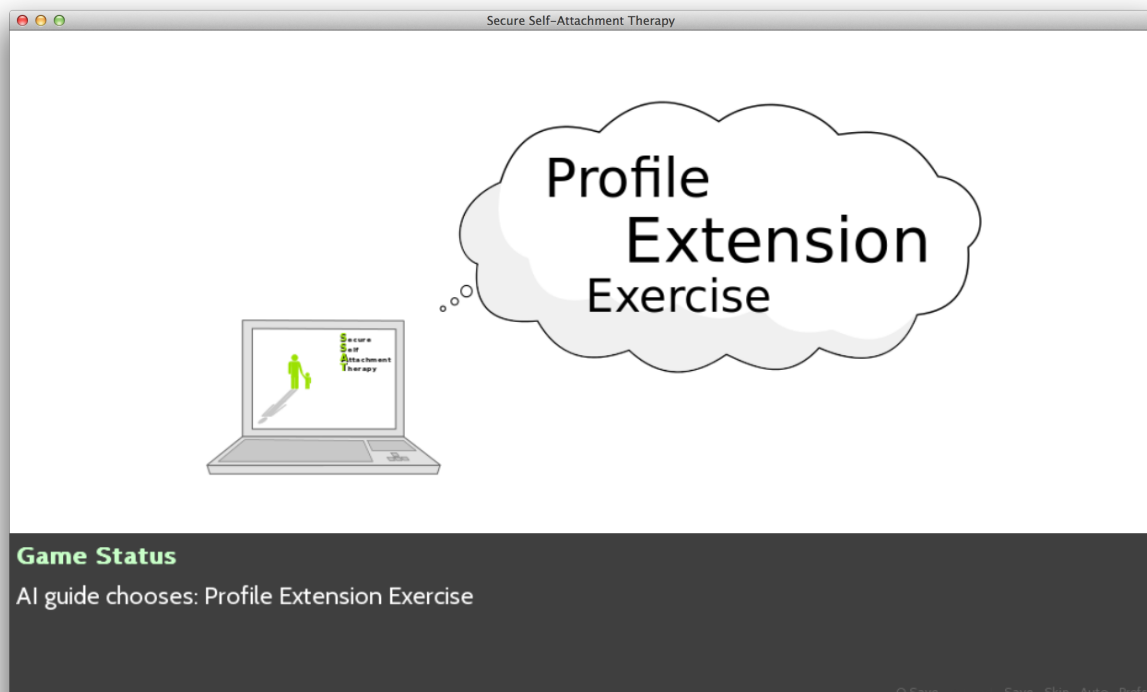 Secure Self-Attachment Therapy
Profile
Extension
Exercise
Secure
Self
Attachment
Therapy
Game Status
AI guide chooses: Profile Extension Exercise